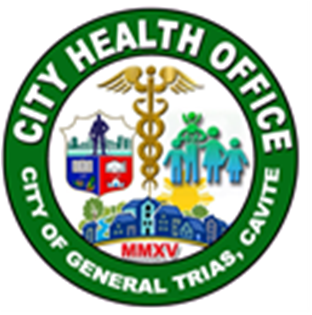 CITY HEALTH OFFICE
MMXV
CITY OF GENERAL TRIAS, CAVITE